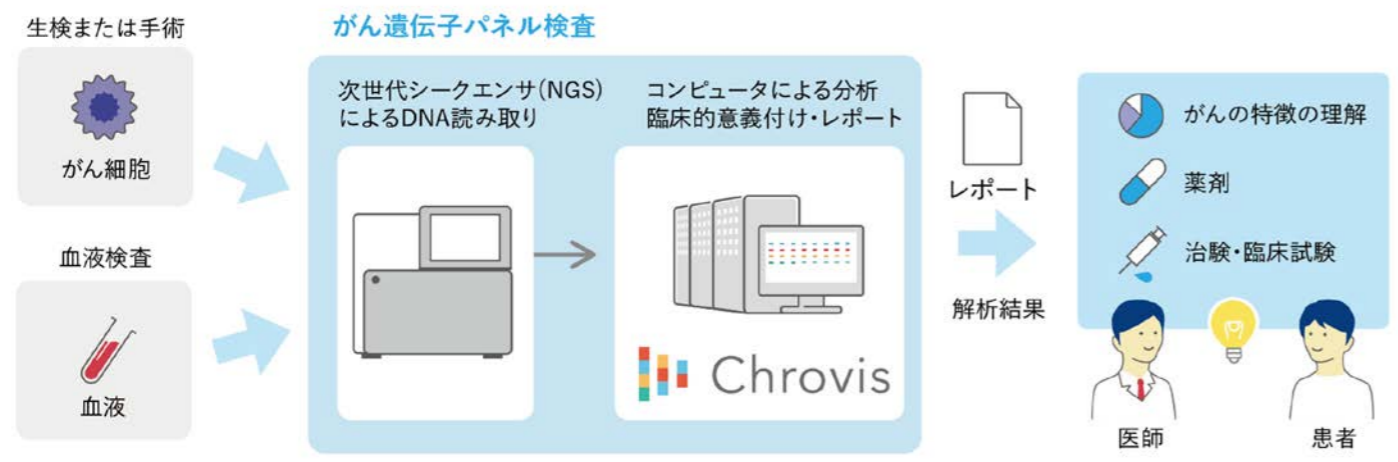 生検または手術
がん細胞
血液検査
血液
がん遺伝子パネル検査
次世代シークエンサ(NGS)
によるDNA読み取り
コンピュータによる分析
臨床的意義付け・レポート
Chrovis
レポート
解析結果
がんの特徴の理解
薬剤
治験・臨床試験
医師
患者